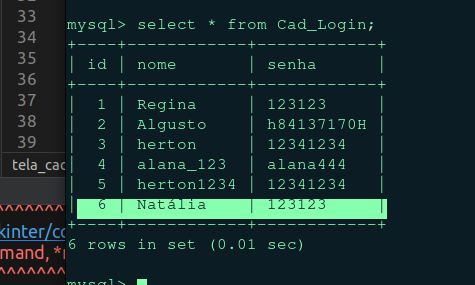 33
34
35
36
37
38
39
tela_cad
^^^^^^^^
kinter/co
mmand, *
^^^^^^^^
mysql> select * from Cad_Login;
+----+------------+------------+
| id | nome       | senha      |
+----+------------+------------+
|  1 | Regina     | 123123     |
|  2 | Algusto    | h84137170H |
|  3 | herton     | 12341234   |
|  4 | alana_123  | alana444   |
|  5 | herton1234 | 12341234   |
|  6 | Natália    | 123123     |
+----+------------+------------+
6 rows in set (0.01 sec)
mysql>